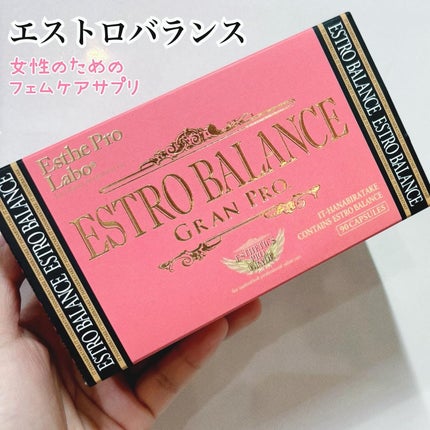 エストロバランス
女性のための
フェムケアサプリ
Esthe Pro
Labo®
ESTRO BALANCE
GRAN PRO
IT-HANABIRATAKE
CONTAINS ESTRO BALANCE
90 CAPSULES
ESTRO BALANCE ESTRO BALANCE
ESTRO BALANCE ESTRO BALANCE